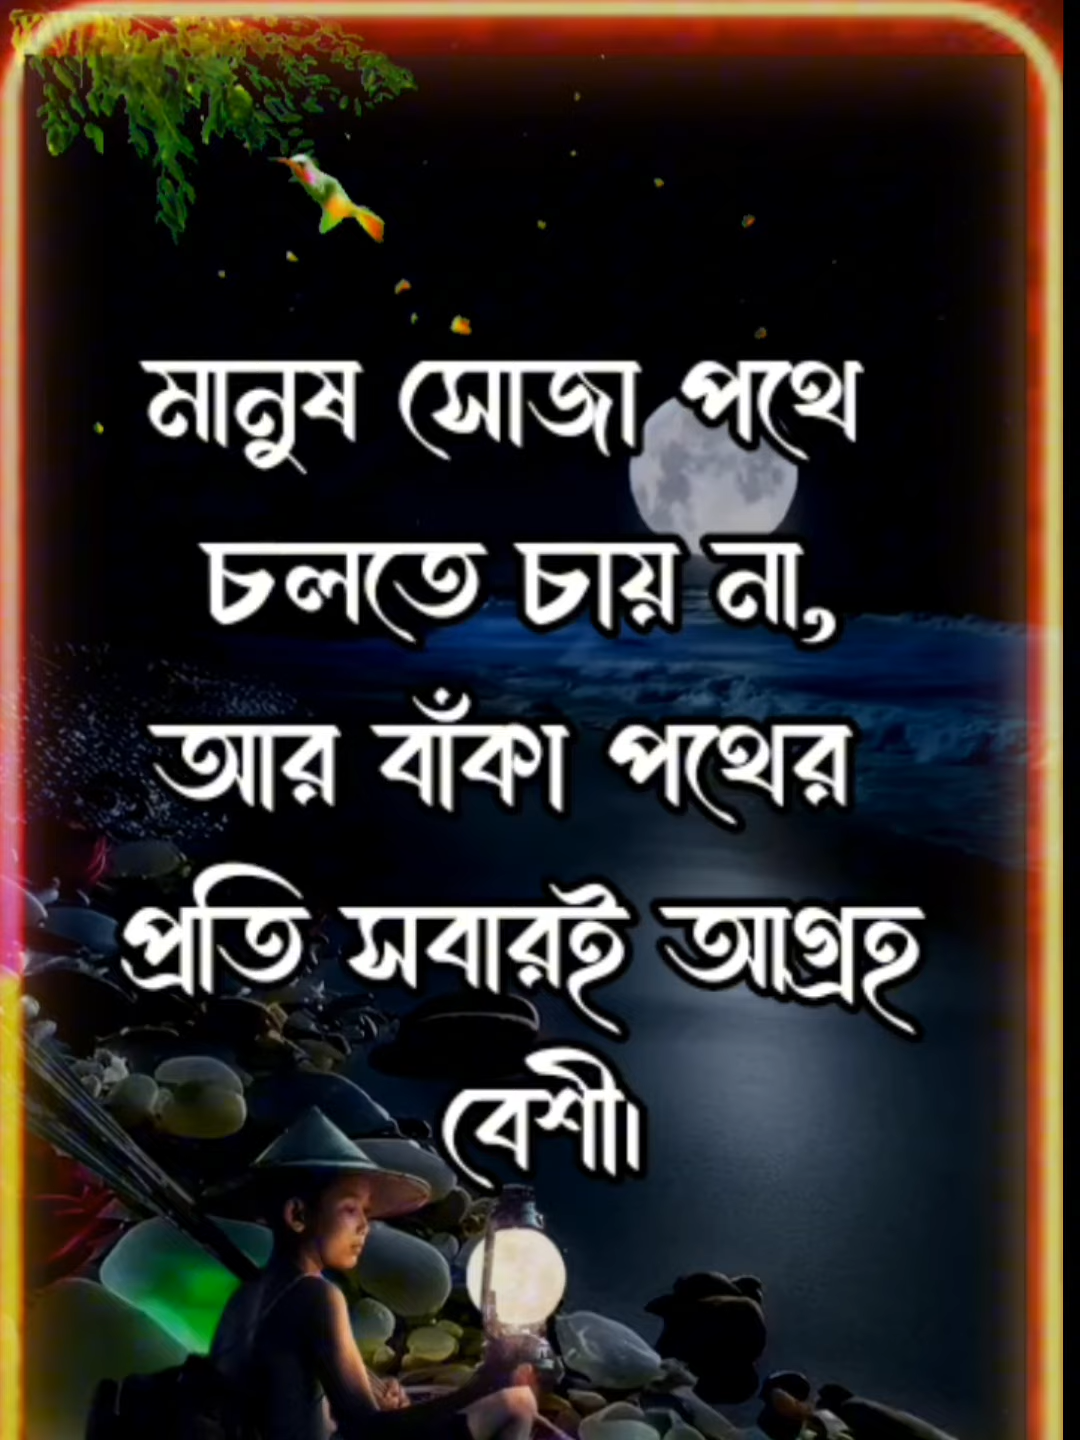 মানুষ সোজা পথে
চলতে চায় না,
আর বাঁকা পথের
প্রতি সবারই আগ্রহ
বেশী।